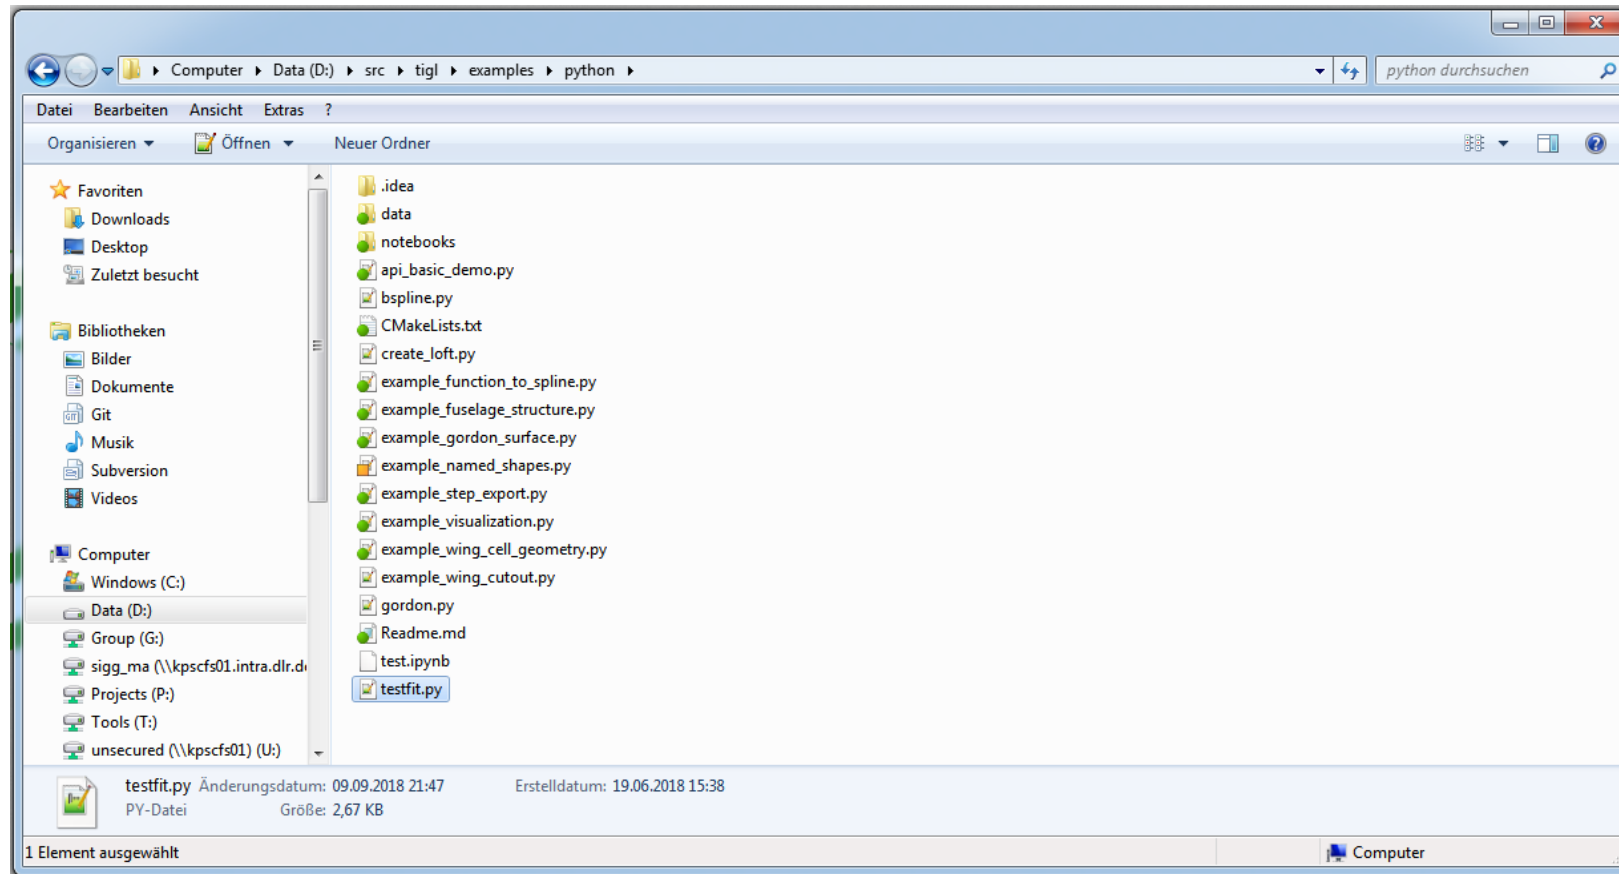 Computer Data (D:) src tigl examples python
python durchsuchen
Datei Bearbeiten Ansicht Extras ?
Organisieren Öffnen Neuer Ordner
Favoriten
Downloads
Desktop
Zuletzt besucht
Bibliotheken
Bilder
Dokumente
Git
Musik
Subversion
Videos
Computer
Windows (C:)
Data (D:)
Group (G:)
sigg_ma (\\kpscfs01.intra.dlr.d
Projects (P:)
Tools (T:)
unsecured (\\kpscfs01) (U:)
.idea
data
notebooks
api_basic_demo.py
bspline.py
CMakeLists.txt
create_loft.py
example_function_to_spline.py
example_fuselage_structure.py
example_gordon_surface.py
example_named_shapes.py
example_step_export.py
example_visualization.py
example_wing_cell_geometry.py
example_wing_cutout.py
gordon.py
Readme.md
test.ipynb
testfit.py
testfit.py Änderungsdatum: 09.09.2018 21:47 Erstelldatum: 19.06.2018 15:38
PY-Datei Größe: 2,67 KB
1 Element ausgewählt
Computer